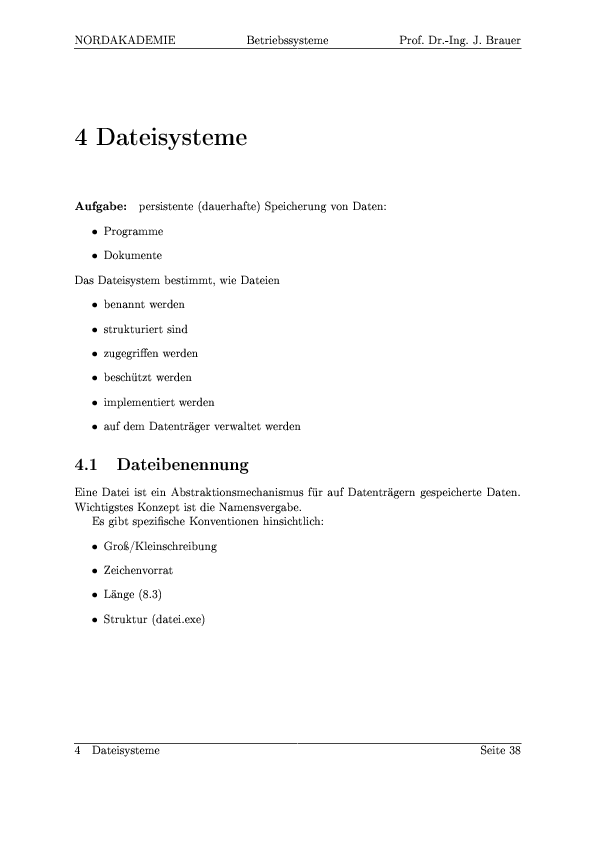 NORDAKADEMIE Betriebssysteme Prof. Dr.-Ing. J. Brauer
4 Dateisysteme
Aufgabe: persistente (dauerhafte) Speicherung von Daten:
• Programme
• Dokumente
Das Dateisystem bestimmt, wie Dateien
• benannt werden
• strukturiert sind
• zugegriffen werden
• beschützt werden
• implementiert werden
• auf dem Datenträger verwaltet werden
4.1 Dateibenennung
Eine Datei ist ein Abstraktionsmechanismus für auf Datenträgern gespeicherte Daten.
Wichtigstes Konzept ist die Namensvergabe.
Es gibt spezifische Konventionen hinsichtlich:
• Groß/Kleinschreibung
• Zeichenvorrat
• Länge (8.3)
• Struktur (datei.exe)
4 Dateisysteme Seite 38